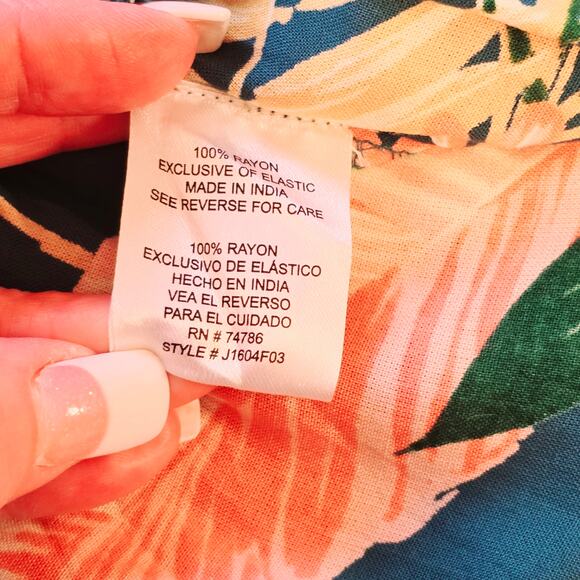 100% RAYON
EXCLUSIVE OF ELASTIC
MADE IN INDIA
SEE REVERSE FOR CARE
100% RAYON
EXCLUSIVO DE ELÁSTICO
HECHO EN INDIA
VEA EL REVERSO
PARA EL CUIDADO
RN # 74786
STYLE # J1604F03